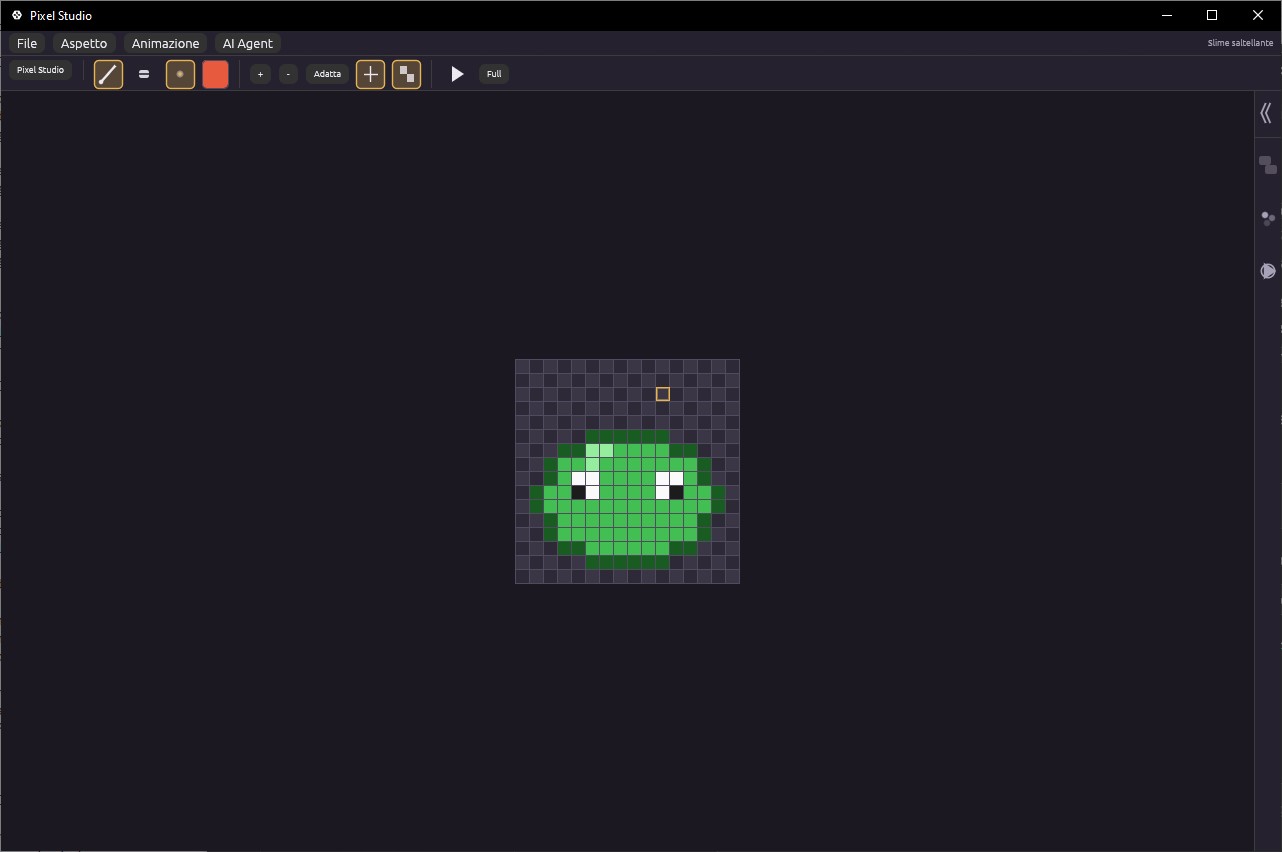 Pixel Studio
File Aspetto Animazione AI Agent Slime saltellante
Pixel Studio + - Adatta Full